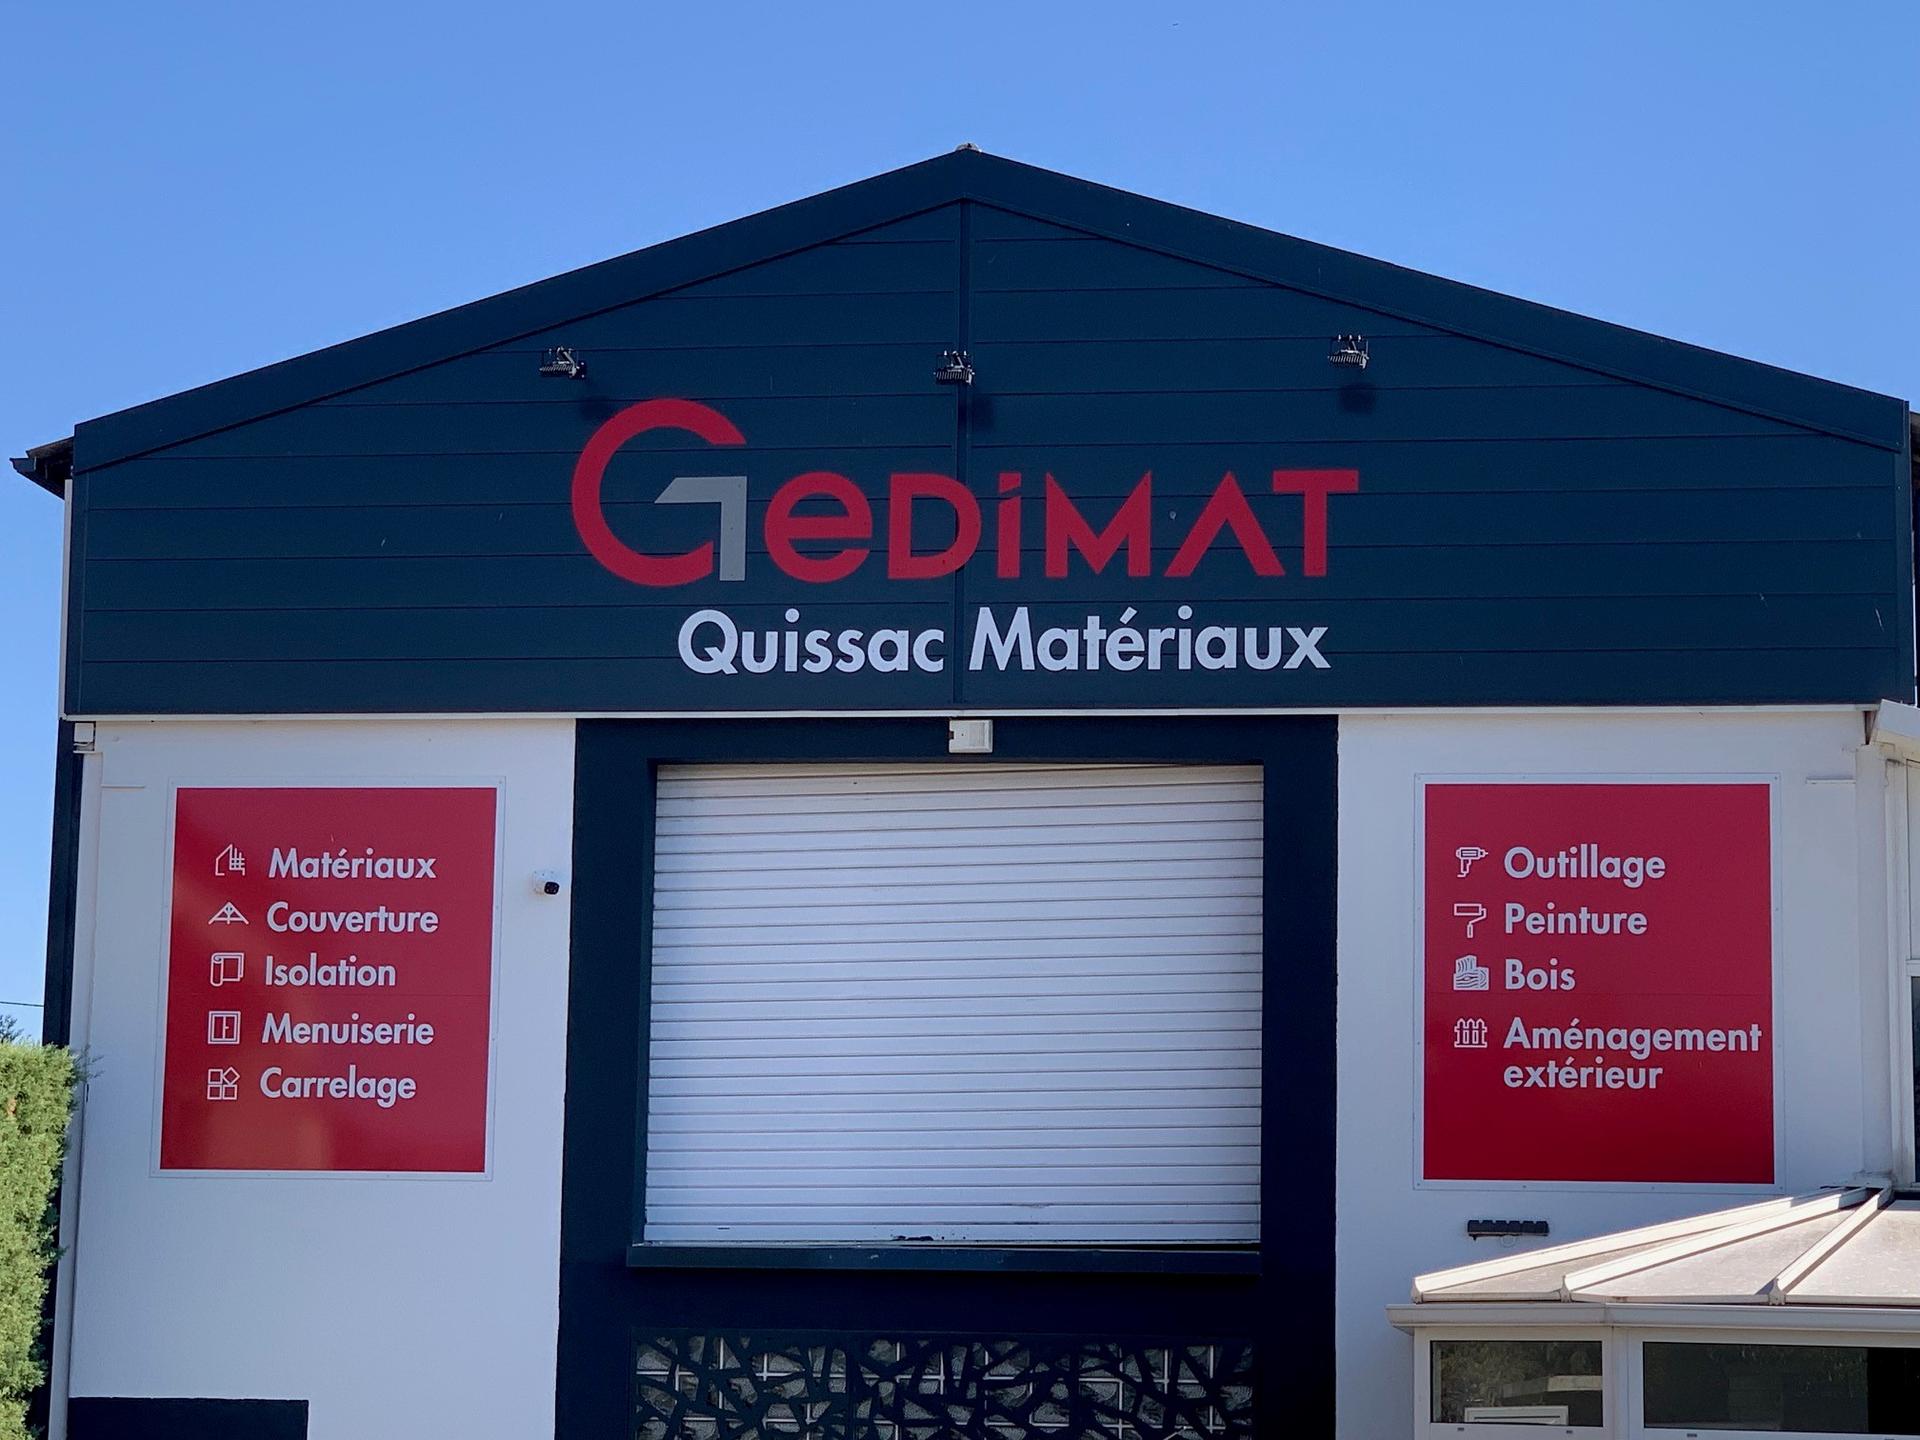 GeDiMAT
Quissac Matériaux
Matériaux
Couverture
Isolation
Menuiserie
Carrelage
Outillage
Peinture
Bois
Aménagement
extérieur